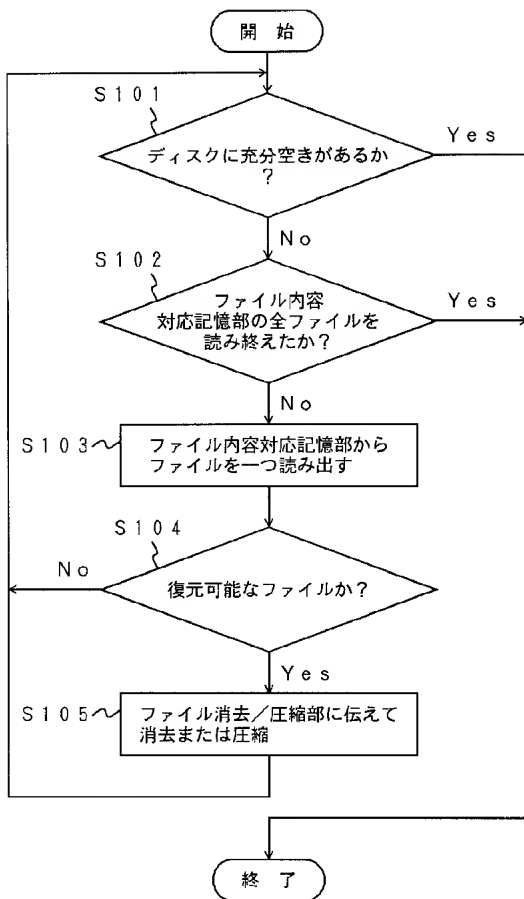 開 始
S101
ディスクに充分空きがあるか
?
Yes
No
S102
ファイル内容
対応記憶部の全ファイルを
読み終えたか?
Yes
No
S103
ファイル内容対応記憶部から
ファイルを一つ読み出す
S104
No
復元可能なファイルか?
Yes
S105
ファイル消去/圧縮部に伝えて
消去または圧縮
終 了